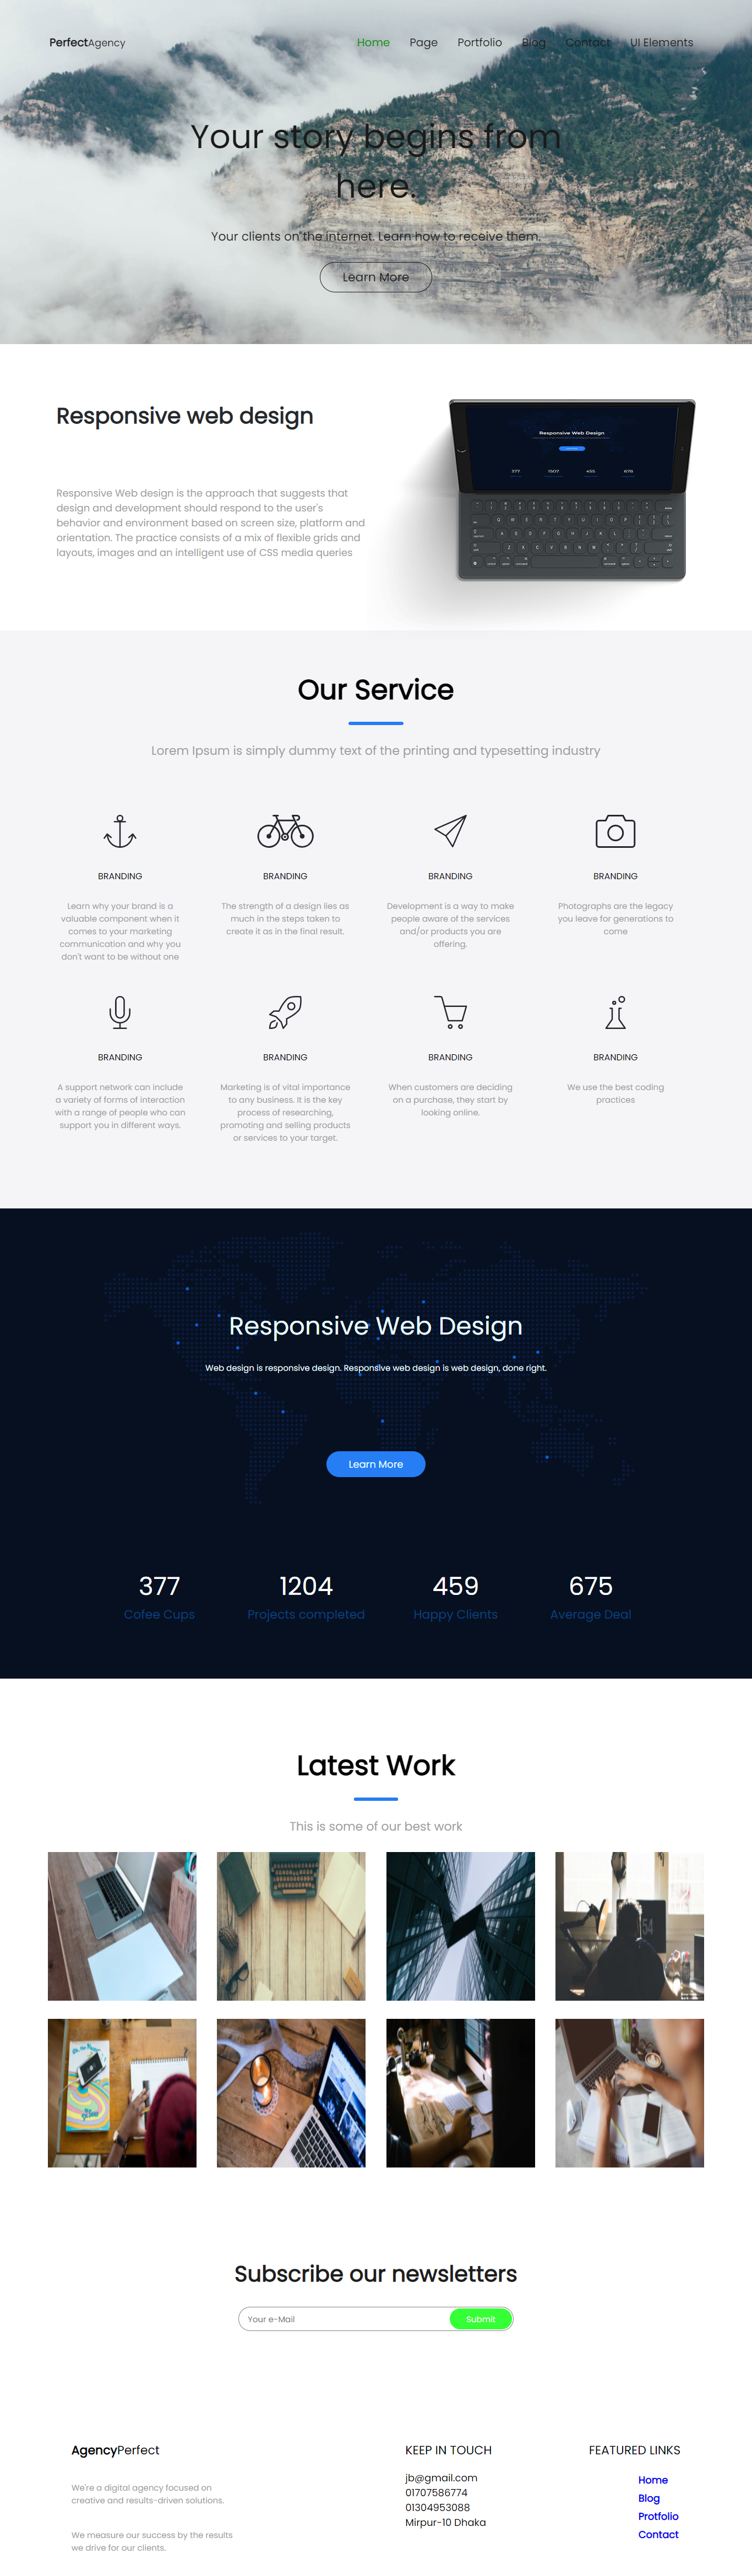 PerfectAgency
Home Page Portfolio Blog Contact UI Elements
Your story begins from
here.
Your clients on the internet. Learn how to receive them.
Learn More
Responsive web design
Responsive Web design is the approach that suggests that
design and development should respond to the user's
behavior and environment based on screen size, platform and
orientation. The practice consists of a mix of flexible grids and
layouts, images and an intelligent use of CSS media queries
Responsive Web Design
377 1507 455 678
Our Service
Lorem Ipsum is simply dummy text of the printing and typesetting industry
BRANDING
Learn why your brand is a
valuable component when it
comes to your marketing
communication and why you
don't want to be without one
BRANDING
The strength of a design lies as
much in the steps taken to
create it as in the final result.
BRANDING
Development is a way to make
people aware of the services
and/or products you are
offering.
BRANDING
Photographs are the legacy
you leave for generations to
come
BRANDING
A support network can include
a variety of forms of interaction
with a range of people who can
support you in different ways.
BRANDING
Marketing is of vital importance
to any business. It is the key
process of researching,
promoting and selling products
or services to your target.
BRANDING
When customers are deciding
on a purchase, they start by
looking online.
BRANDING
We use the best coding
practices
Responsive Web Design
Web design is responsive design. Responsive web design is web design, done right.
Learn More
377
Cofee Cups
1204
Projects completed
459
Happy Clients
675
Average Deal
Latest Work
This is some of our best work
Subscribe our newsletters
Your e-Mail
Submit
AgencyPerfect
We're a digital agency focused on
creative and results-driven solutions.
We measure our success by the results
we drive for our clients.
KEEP IN TOUCH
jb@gmail.com
01707586774
01304953088
Mirpur-10 Dhaka
FEATURED LINKS
Home
Blog
Protfolio
Contact